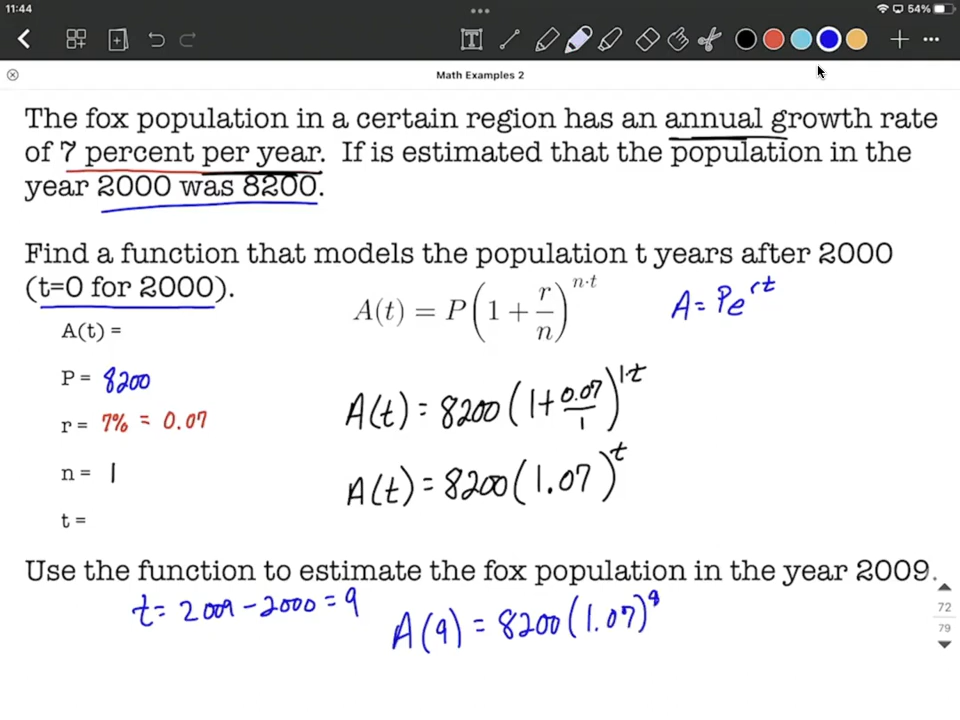 11:44
54%
Math Examples 2
The fox population in a certain region has an annual growth rate
of 7 percent per year. If is estimated that the population in the
year 2000 was 8200.
Find a function that models the population t years after 2000
(t=0 for 2000).
A(t) = P(1 + r/n)^n·t
A = Pe^rt
A(t) =
P = 8200
A(t) = 8200(1+0.07/1)^1·t
r = 7% = 0.07
n = 1
A(t) = 8200(1.07)^t
t =
Use the function to estimate the fox population in the year 2009.
t = 2009 - 2000 = 9
A(9) = 8200(1.07)^9
72
79